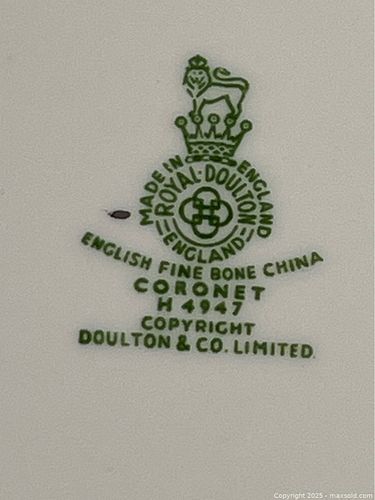 MADE IN ENGLAND
ROYAL·DOULTON
ENGLAND
ENGLISH FINE BONE CHINA
CORONET
H 4947
COPYRIGHT
DOULTON & CO. LIMITED.
Copyright 2025 - maxsold.com